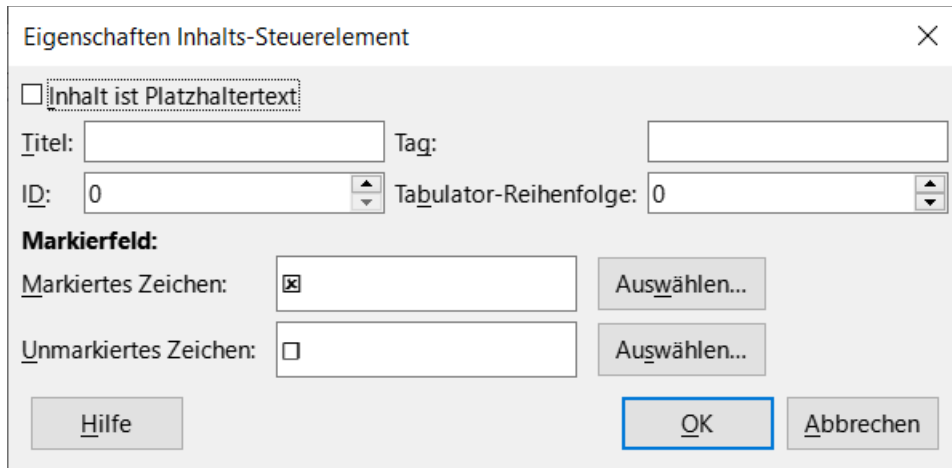 Eigenschaften Inhalts-Steuerelement
Inhalt ist Platzhaltertext
Titel: Tag:
ID: 0 Tabulator-Reihenfolge: 0
Markierfeld:
Markiertes Zeichen: ☒ Auswählen...
Unmarkiertes Zeichen: ☐ Auswählen...
Hilfe OK Abbrechen